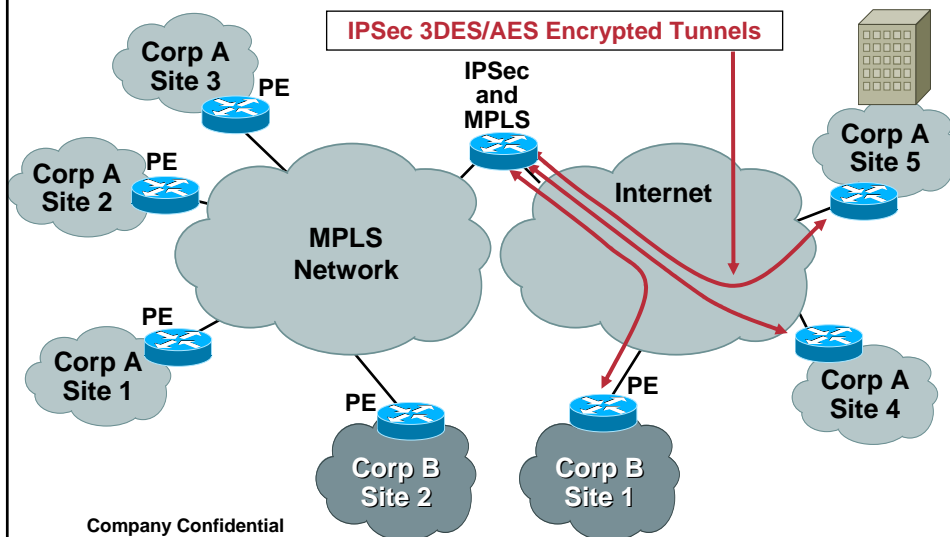 IPSec 3DES/AES Encrypted Tunnels
Corp A
Site 3
PE
IPSec
and
MPLS
Corp A
Site 5
PE
Corp A
Site 2
Internet
MPLS
Network
PE
Corp A
Site 1
PE
Corp B
Site 2
PE
Corp B
Site 1
Corp A
Site 4
Company Confidential